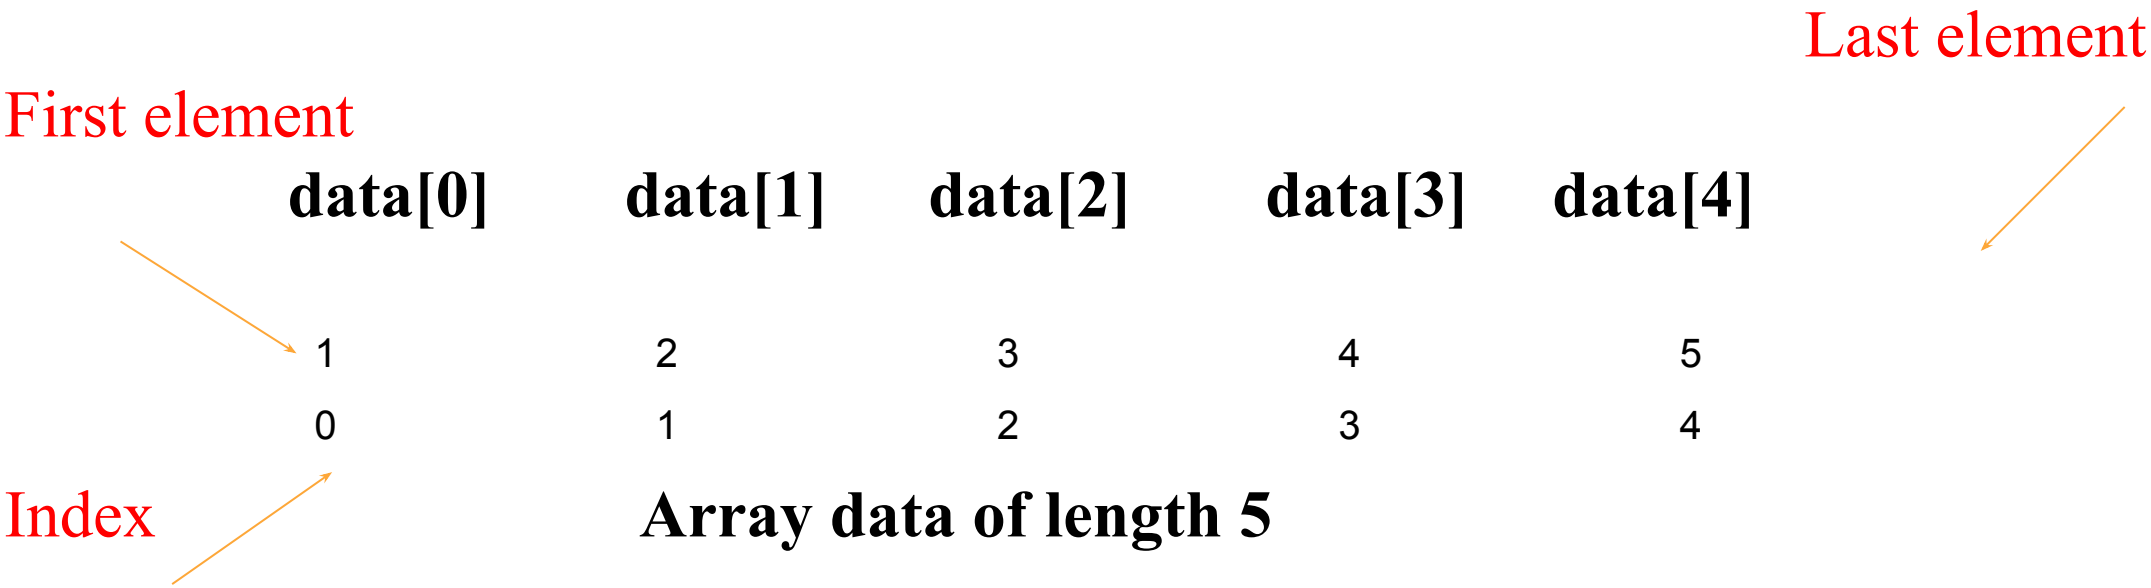 Last element
First element
data[0] data[1] data[2] data[3] data[4]
1 2 3 4 5
0 1 2 3 4
Index
Array data of length 5